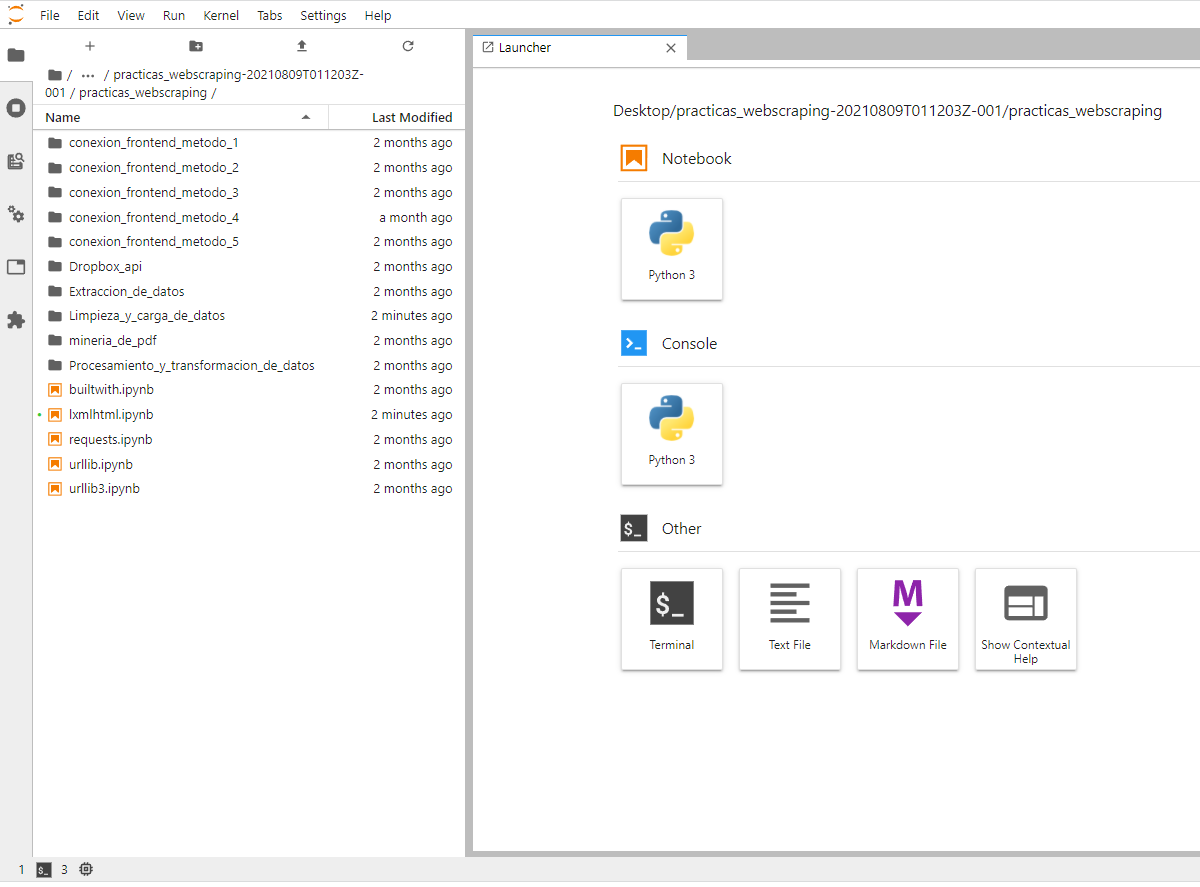 File Edit View Run Kernel Tabs Settings Help
/ ... / practicas_webscraping-20210809T011203Z-
001 / practicas_webscraping /
Name Last Modified
conexion_frontend_metodo_1 2 months ago
conexion_frontend_metodo_2 2 months ago
conexion_frontend_metodo_3 2 months ago
conexion_frontend_metodo_4 a month ago
conexion_frontend_metodo_5 2 months ago
Dropbox_api 2 months ago
Extraccion_de_datos 2 months ago
Limpieza_y_carga_de_datos 2 minutes ago
mineria_de_pdf 2 months ago
Procesamiento_y_transformacion_de_datos 2 months ago
builtwith.ipynb 2 months ago
lxmlhtml.ipynb 2 minutes ago
requests.ipynb 2 months ago
urllib.ipynb 2 months ago
urllib3.ipynb 2 months ago
Launcher
Desktop/practicas_webscraping-20210809T011203Z-001/practicas_webscraping
Notebook
Python 3
>_ Console
Python 3
$_ Other
$_ M
Terminal Text File Markdown File Show Contextual
Help
1 $_ 3